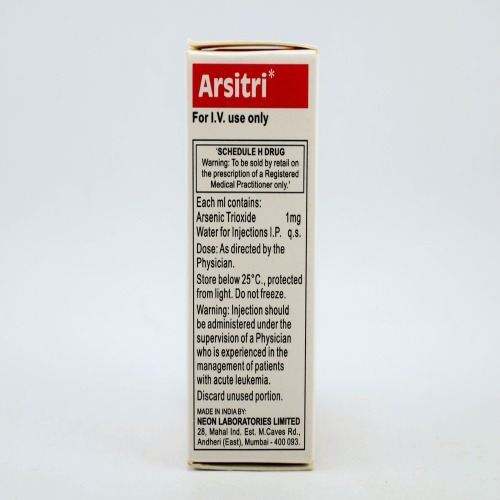 Arsitri*
For I.V. use only
'SCHEDULE H DRUG
Warning: To be sold by retail on
the prescription of a Registered
Medical Practitioner only.'
Each ml contains:
Arsenic Trioxide 1mg
Water for Injections I.P. q.s.
Dose: As directed by the
Physician.
Store below 25°C., protected
from light. Do not freeze.
Warning: Injection should
be administered under the
supervision of a Physician
who is experienced in the
management of patients
with acute leukemia.
Discard unused portion.
MADE IN INDIA BY:
NEON LABORATORIES LIMITED
28, Mahal Ind. Est. M.Caves Rd.,
Andheri (East), Mumbai - 400 093.